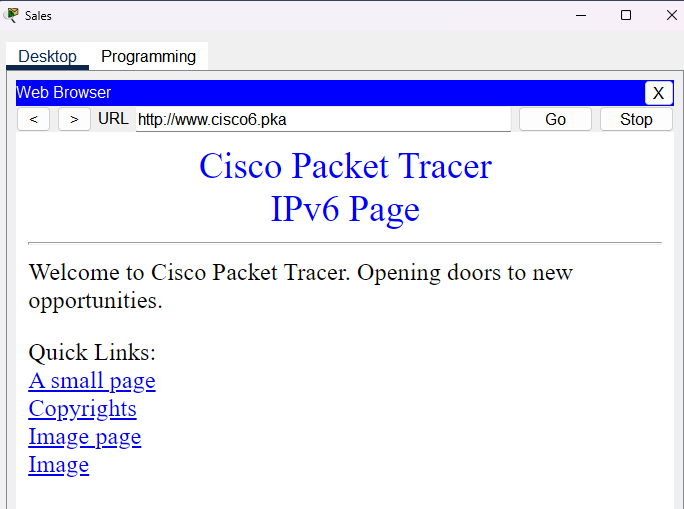 Sales
Desktop Programming
Web Browser X
< > URL http://www.cisco6.pka Go Stop
Cisco Packet Tracer
IPv6 Page
Welcome to Cisco Packet Tracer. Opening doors to new
opportunities.
Quick Links:
A small page
Copyrights
Image page
Image